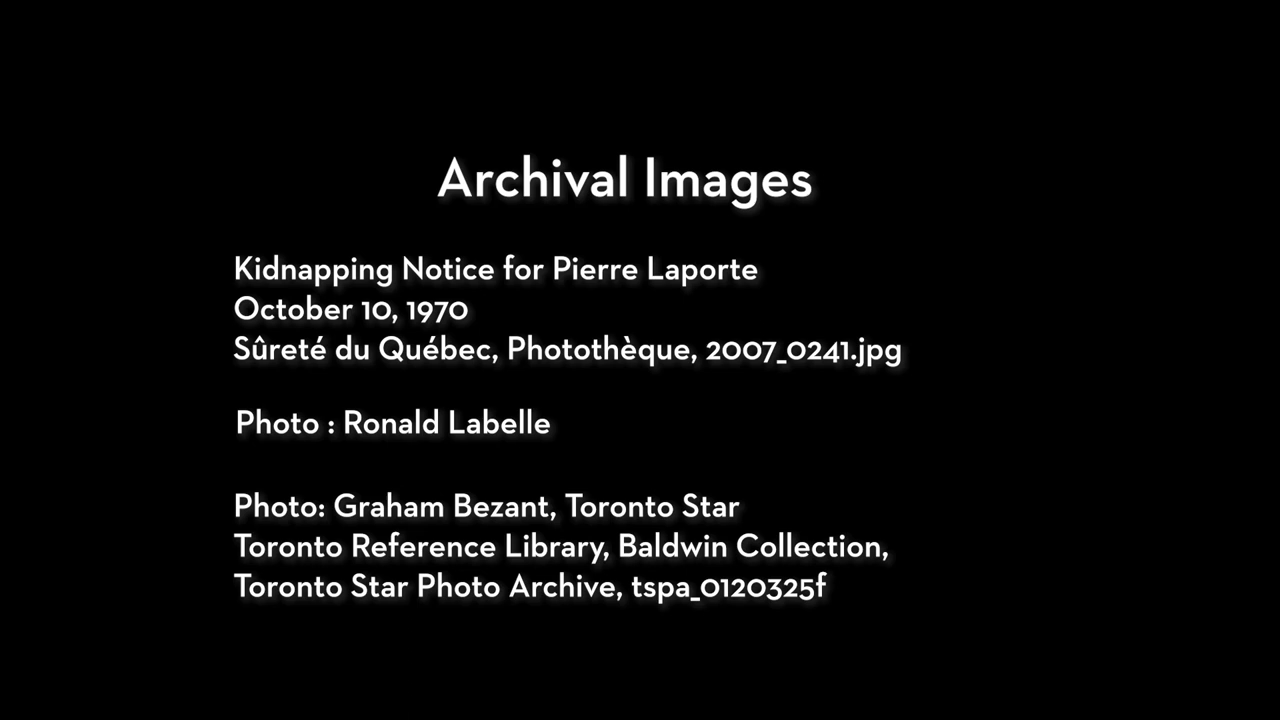 Archival Images
Kidnapping Notice for Pierre Laporte
October 10, 1970
Sûreté du Québec, Photothèque, 2007_0241.jpg
Photo : Ronald Labelle
Photo: Graham Bezant, Toronto Star
Toronto Reference Library, Baldwin Collection,
Toronto Star Photo Archive, tspa_0120325f